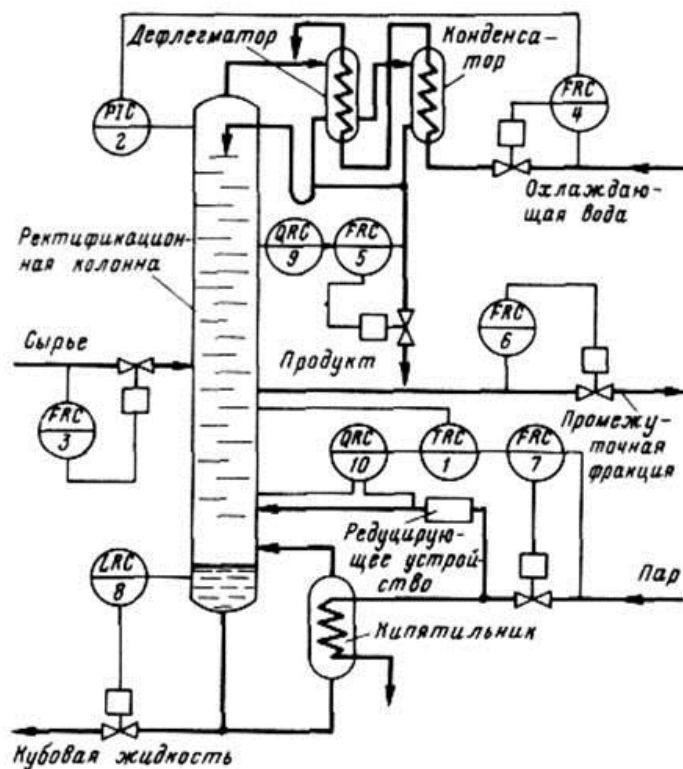 Дефлегматор
Конденса-
тор
PIC
2
FRC
4
Охлаждаю-
щая вода
Ректификацион-
ная колонна
QRC
9
FRC
5
FRC
6
Сырье
Продукт
FRC
3
QRC
10
TRC
1
FRC
7
Промежу-
точная
фракция
Редуцирую-
щее устрой-
ство
LRC
8
Пар
Кипятильник
Кубовая жидкость